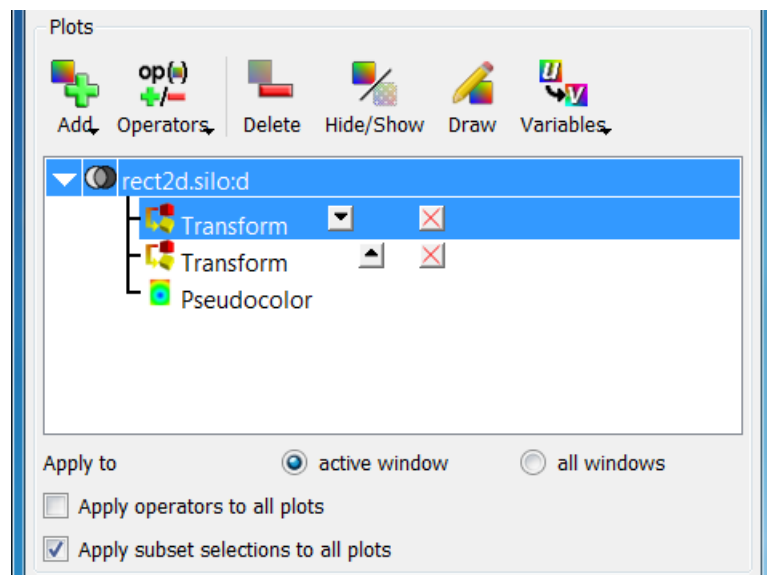 Plots
op( )
+/-
Add Operators Delete Hide/Show Draw Variables
u
v
rect2d.silo:d
Transform
Transform
Pseudocolor
Apply to active window all windows
Apply operators to all plots
Apply subset selections to all plots